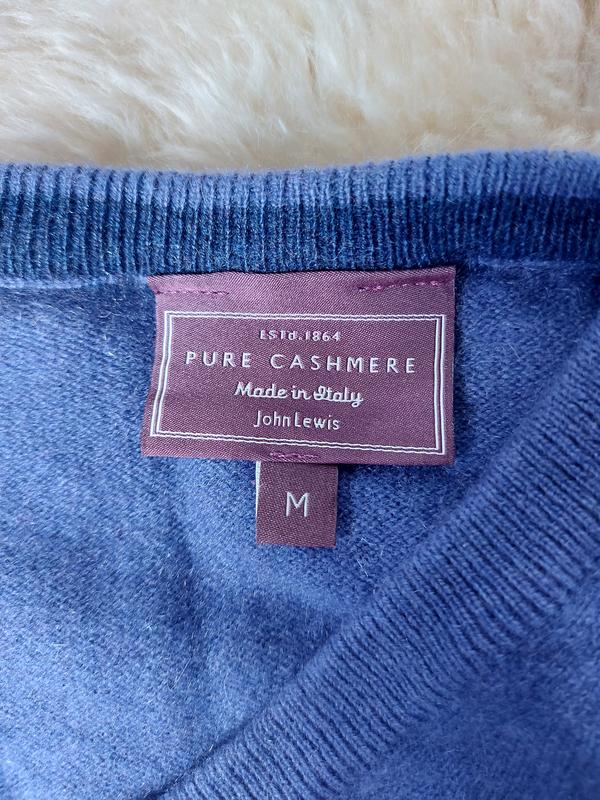 ESTd.1864
PURE CASHMERE
Made in Italy
John Lewis
M